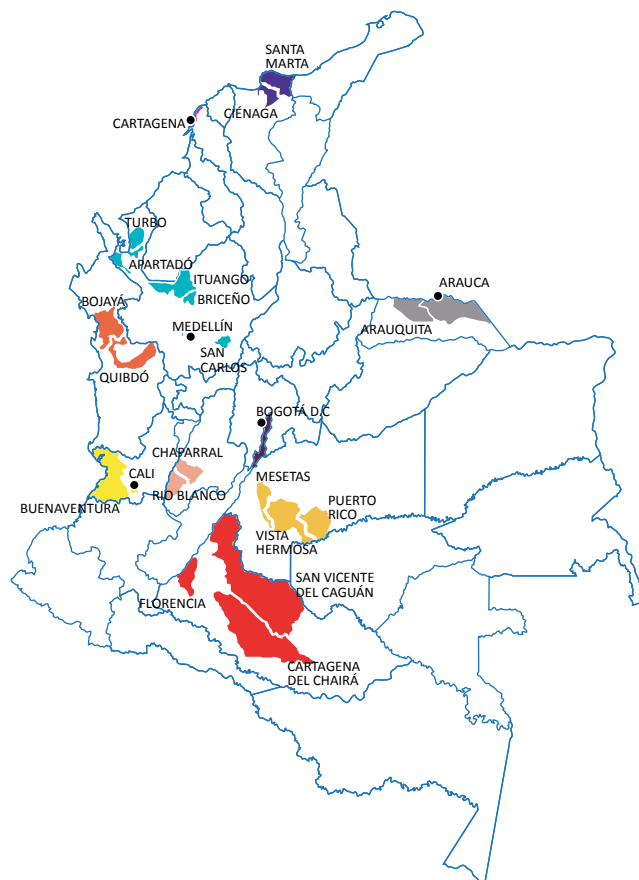 SANTA
MARTA
CIÉNAGA
CARTAGENA
TURBO
APARTADÓ
ITUANGO
BRICEÑO
ARAUCA
ARAUQUITA
BOJAYÁ
MEDELLÍN
SAN
CARLOS
QUIBDÓ
BOGOTÁ D.C
CHAPARRAL
CALI
RIO BLANCO
BUENAVENTURA
MESETAS
PUERTO
RICO
VISTA
HERMOSA
SAN VICENTE
DEL CAGUÁN
FLORENCIA
CARTAGENA
DEL CHAIRÁ